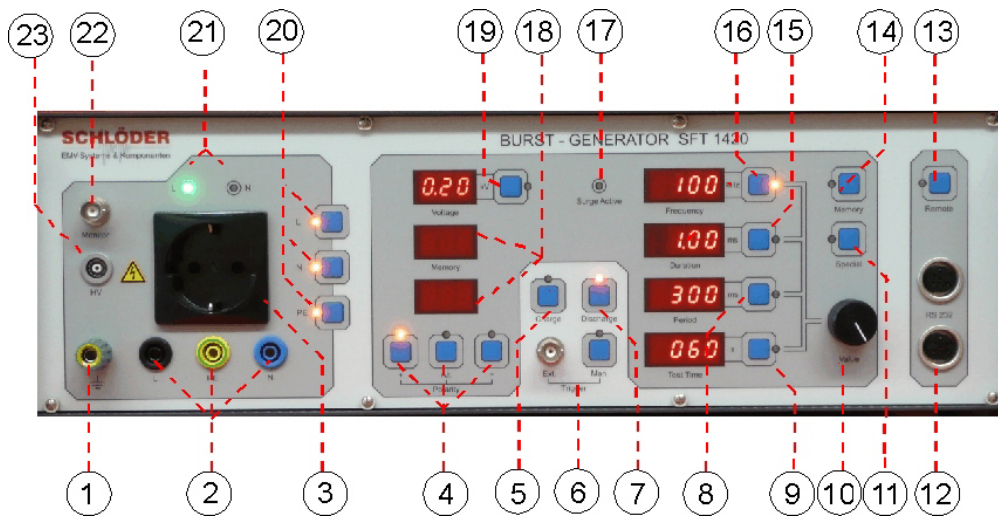 23 22 21 20 19 18 17 16 15 14 13
SCHLÖDER
EMV-Systeme & Komponenten
BURST - GENERATOR SFT 1420
L N
Monitor
HV
L
N
PE
L
N
0.20 kV
Voltage
Memory
+ Alt. -
Polarity
Surge Active
Charge Discharge
Ext. Man.
Trigger
100
Frequency
1.00 ms
Duration
300 ms
Period
060 s
Test Time
Memory
Special
Value
Remote
RS 232
1 2 3 4 5 6 7 8 9 10 11 12